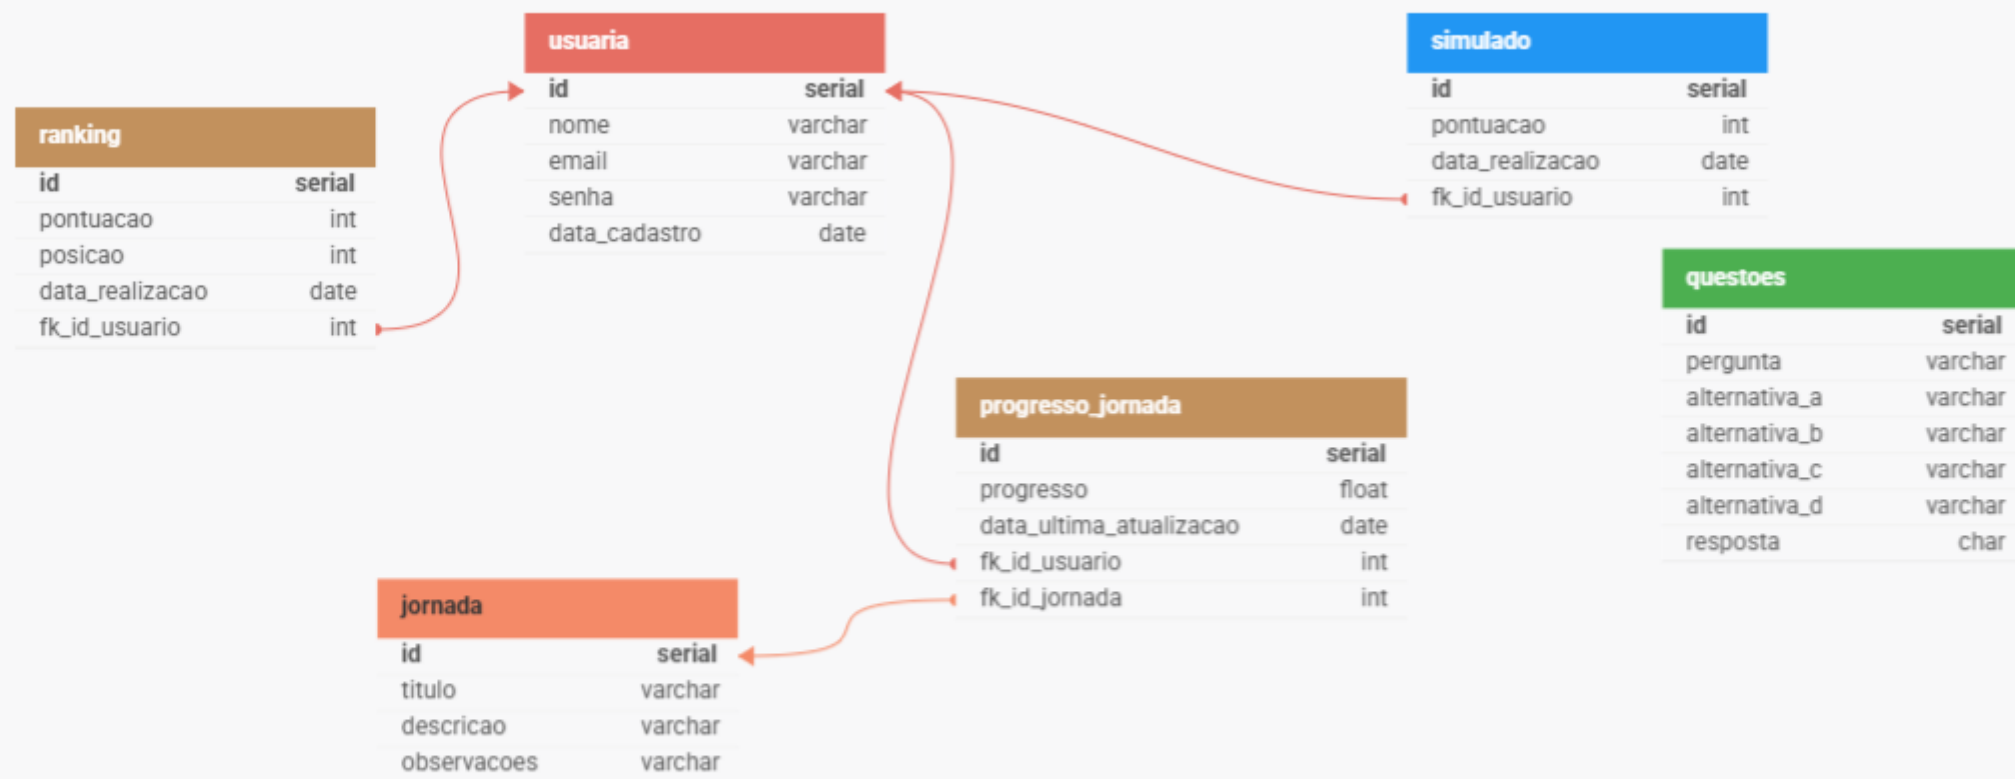 usuaria
id serial
nome varchar
email varchar
senha varchar
data_cadastro date
simulado
id serial
pontuacao int
data_realizacao date
fk_id_usuario int
ranking
id serial
pontuacao int
posicao int
data_realizacao date
fk_id_usuario int
questoes
id serial
pergunta varchar
alternativa_a varchar
alternativa_b varchar
alternativa_c varchar
alternativa_d varchar
resposta char
progresso_jornada
id serial
progresso float
data_ultima_atualizacao date
fk_id_usuario int
fk_id_jornada int
jornada
id serial
titulo varchar
descricao varchar
observacoes varchar